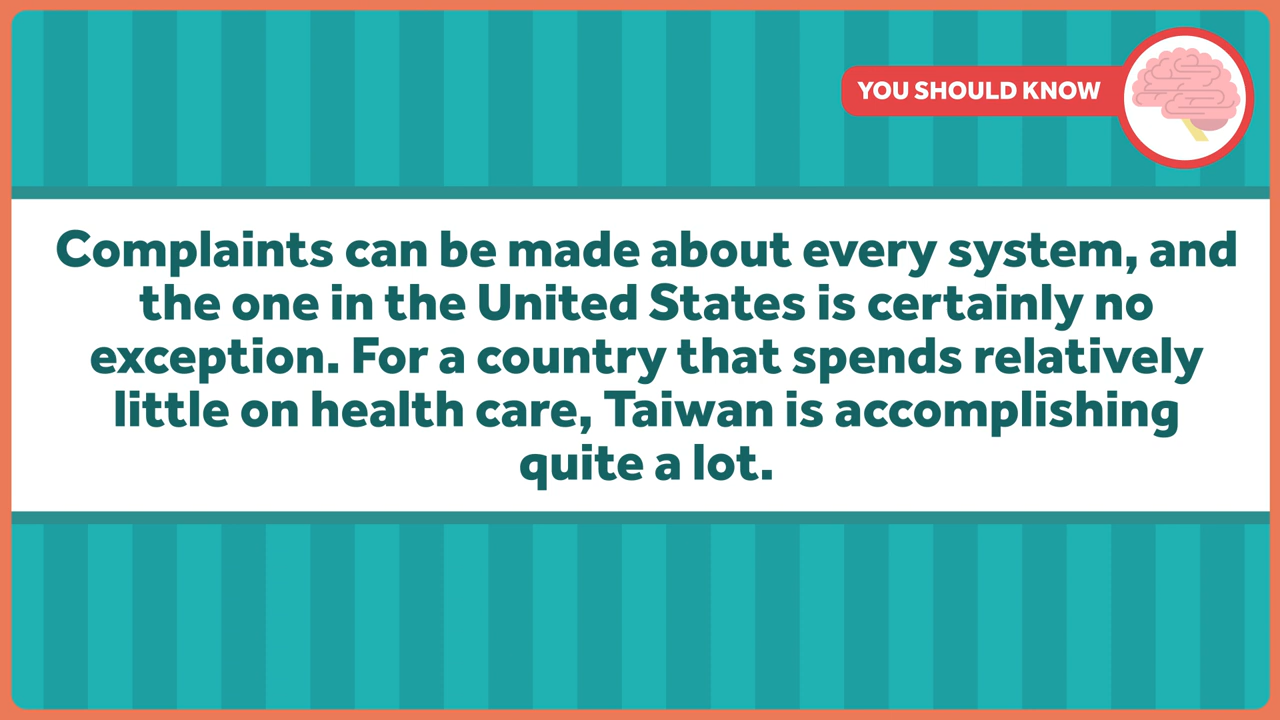 YOU SHOULD KNOW
Complaints can be made about every system, and
the one in the United States is certainly no
exception. For a country that spends relatively
little on health care, Taiwan is accomplishing
quite a lot.